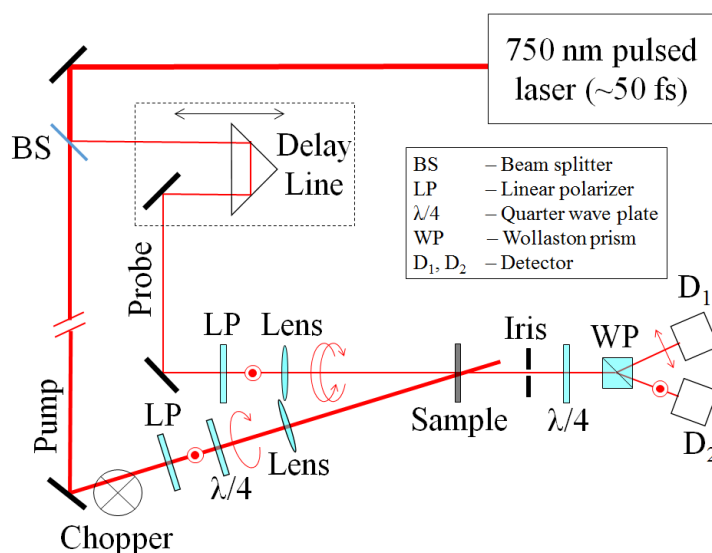 750 nm pulsed
laser (~50 fs)
BS
Delay
Line
BS – Beam splitter
LP – Linear polarizer
λ/4 – Quarter wave plate
WP – Wollaston prism
D₁, D₂ – Detector
Probe
D₁
LP
Lens
Iris
WP
Pump
LP
Sample
λ/4
D₂
λ/4
Lens
Chopper